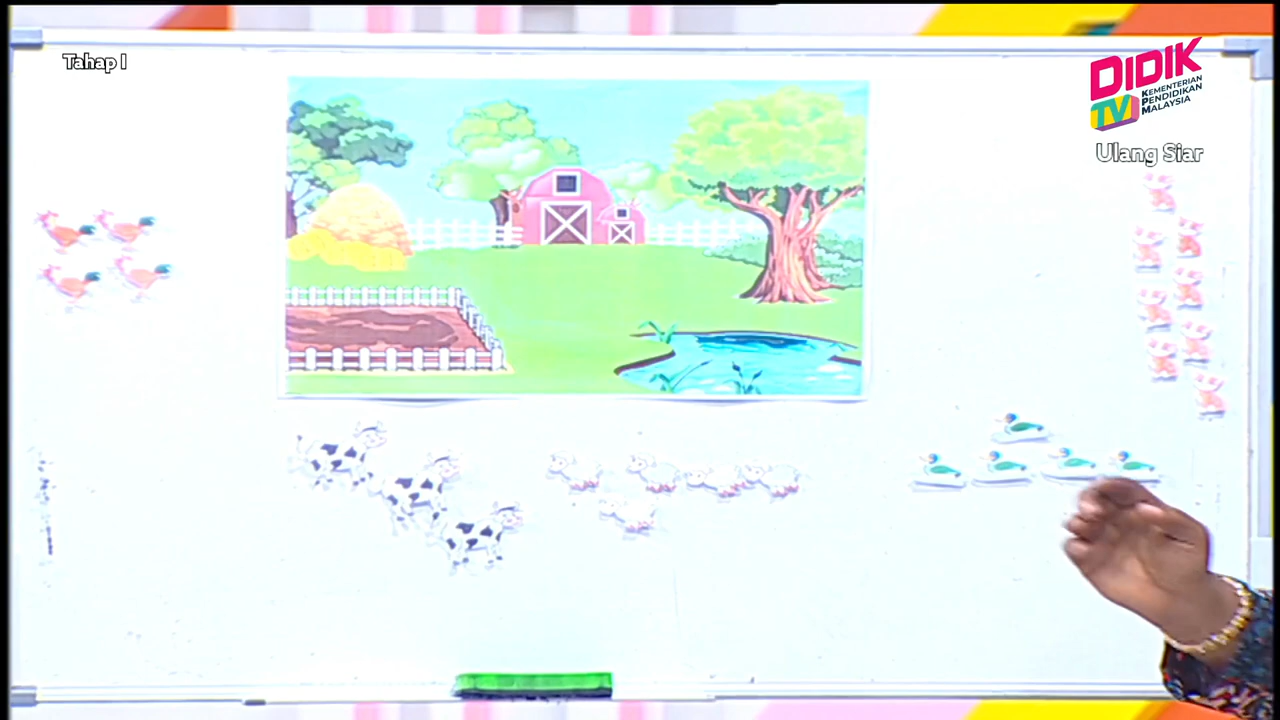 Tahap I
DIDIK
TV
KEMENTERIAN
PENDIDIKAN
MALAYSIA
Ulang Siar